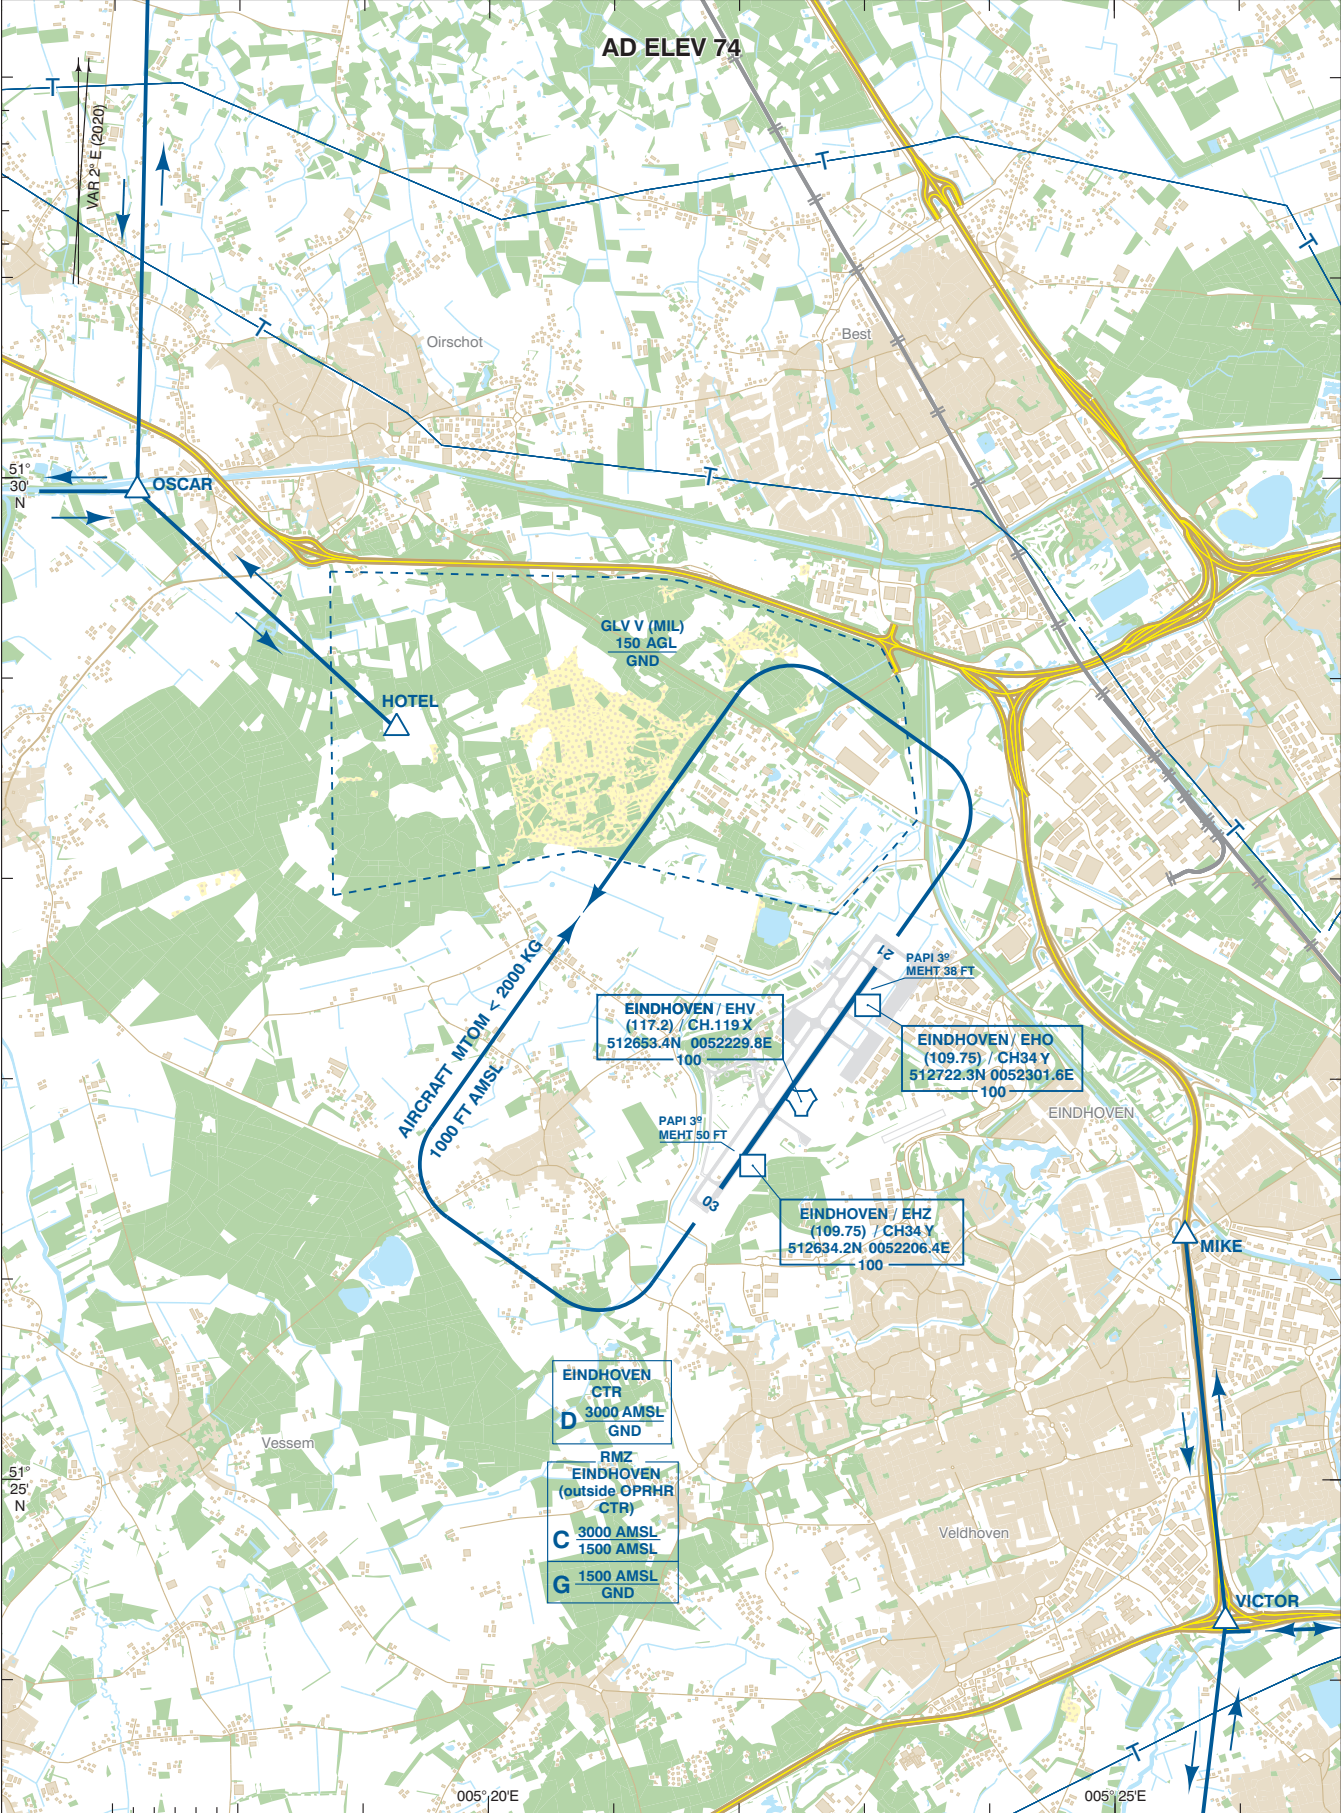 AD ELEV 74
T
VAR 2° E (2020)
T
T
T
Oirschot
Best
51°
30'
N
OSCAR
T
GLV V (MIL)
150 AGL
GND
HOTEL
T
AIRCRAFT MTOM < 2000 KG
1000 FT AMSL
21
PAPI 3º
MEHT 38 FT
EINDHOVEN / EHV
(117.2) / CH.119 X
512653.4N 0052229.8E
100
EINDHOVEN / EHO
(109.75) / CH34 Y
512722.3N 0052301.6E
100
EINDHOVEN
PAPI 3º
MEHT 50 FT
03
EINDHOVEN / EHZ
(109.75) / CH34 Y
512634.2N 0052206.4E
100
MIKE
EINDHOVEN
CTR
D 3000 AMSL
GND
Vessem
RMZ
EINDHOVEN
(outside OPRHR
CTR)
C 3000 AMSL
1500 AMSL
G 1500 AMSL
GND
51°
25'
N
Veldhoven
VICTOR
T
005° 20'E
005° 25'E